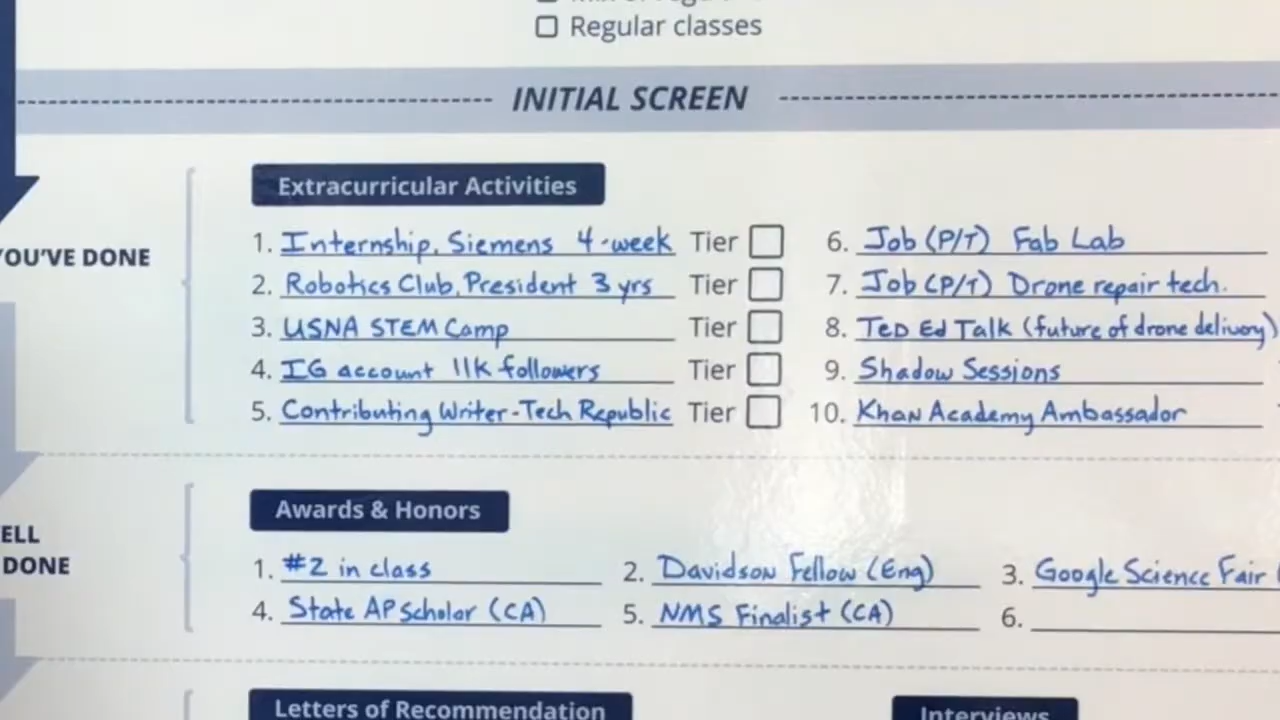 Regular classes
INITIAL SCREEN
Extracurricular Activities
1. Internship, Siemens 4-week Tier 6. Job (P/T) Fab Lab
YOU'VE DONE
2. Robotics Club, President 3 yrs Tier 7. Job (P/T) Drone repair tech.
3. USNA STEM Camp Tier 8. TED Ed Talk (future of drone delivery)
4. IG account 11K followers Tier 9. Shadow Sessions
5. Contributing Writer-Tech Republic Tier 10. Khan Academy Ambassador
Awards & Honors
ELL
DONE
1. #2 in class 2. Davidson Fellow (Eng) 3. Google Science Fair
4. State AP Scholar (CA) 5. NMS Finalist (CA) 6.
Letters of Recommendation Interviews